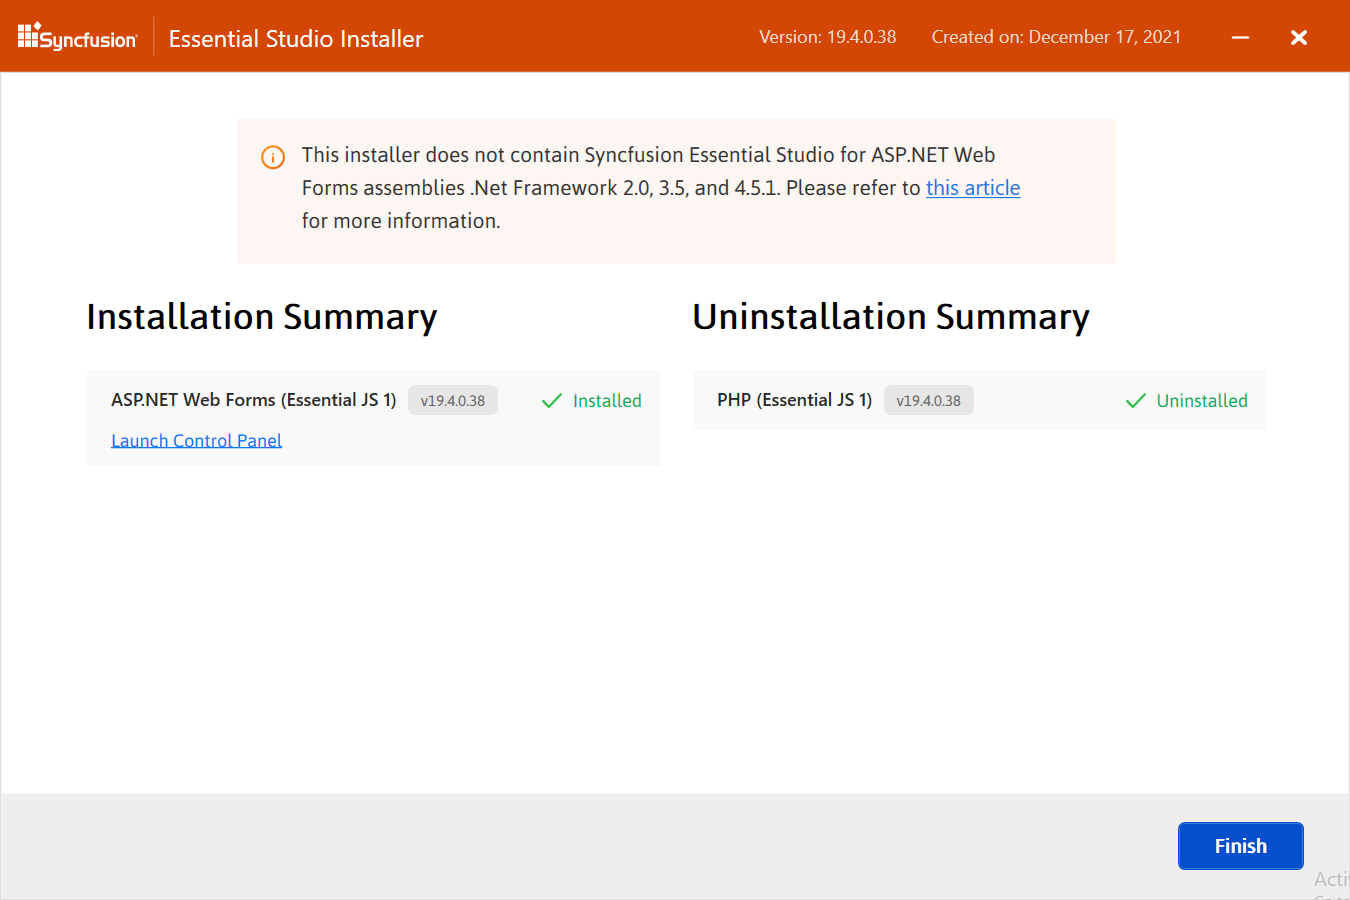 Syncfusion
Essential Studio Installer
Version: 19.4.0.38
Created on: December 17, 2021
This installer does not contain Syncfusion Essential Studio for ASP.NET Web
Forms assemblies .Net Framework 2.0, 3.5, and 4.5.1. Please refer to this article
for more information.
Installation Summary
Uninstallation Summary
ASP.NET Web Forms (Essential JS 1) v19.4.0.38 Installed
Launch Control Panel
PHP (Essential JS 1) v19.4.0.38 Uninstalled
Finish
Acti